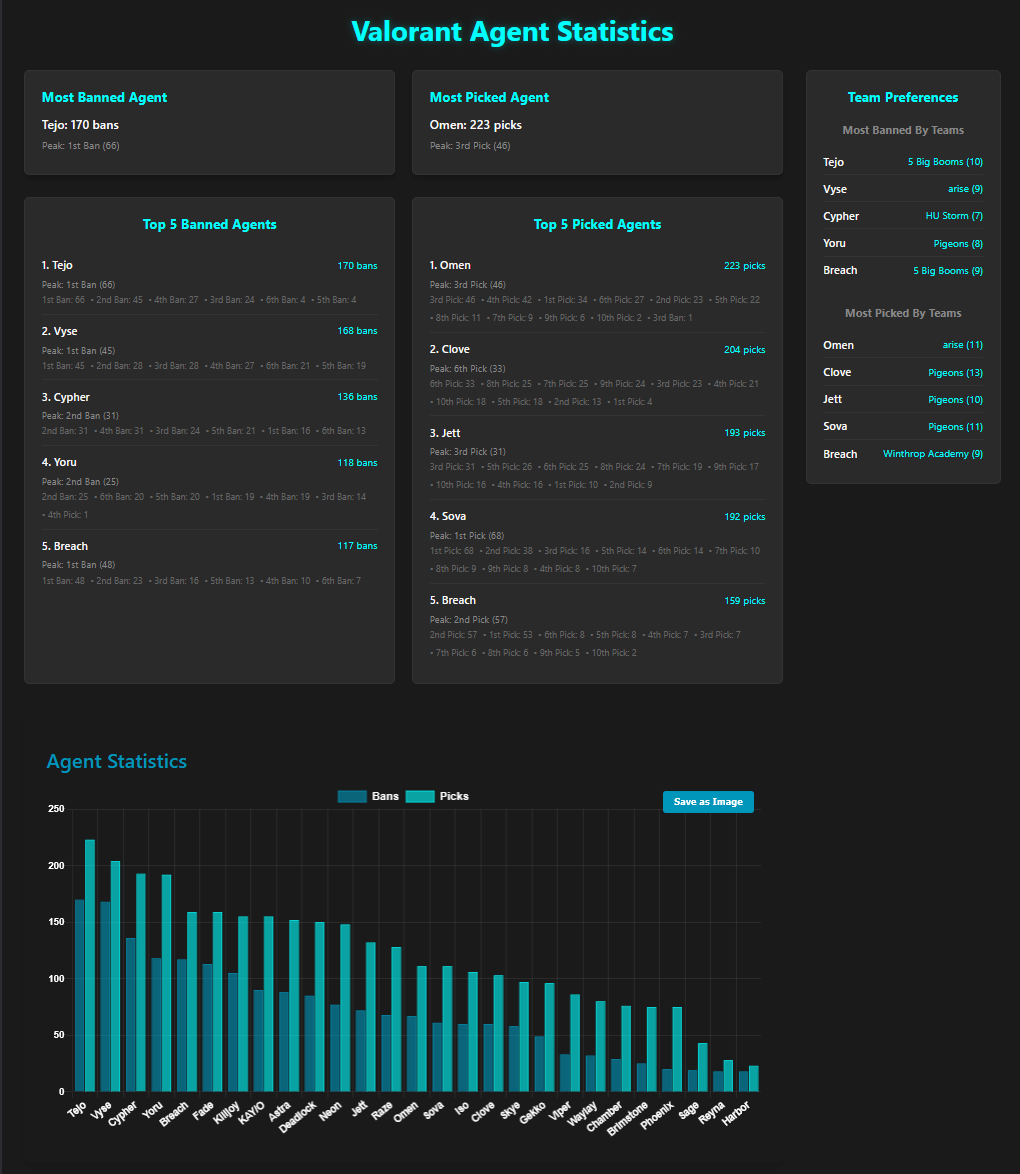 Valorant Agent Statistics
Most Banned Agent
Tejo: 170 bans
Peak: 1st Ban (66)
Most Picked Agent
Omen: 223 picks
Peak: 3rd Pick (46)
Team Preferences
Most Banned By Teams
Tejo 5 Big Booms (10)
Vyse arise (9)
Cypher HU Storm (7)
Yoru Pigeons (8)
Breach 5 Big Booms (9)
Most Picked By Teams
Omen arise (11)
Clove Pigeons (13)
Jett Pigeons (10)
Sova Pigeons (11)
Breach Winthrop Academy (9)
Top 5 Banned Agents
1. Tejo 170 bans
Peak: 1st Ban (66)
1st Ban: 66 • 2nd Ban: 45 • 4th Ban: 27 • 3rd Ban: 24 • 6th Ban: 4 • 5th Ban: 4
2. Vyse 168 bans
Peak: 1st Ban (45)
1st Ban: 45 • 2nd Ban: 28 • 3rd Ban: 28 • 4th Ban: 27 • 6th Ban: 21 • 5th Ban: 19
3. Cypher 136 bans
Peak: 2nd Ban (31)
2nd Ban: 31 • 4th Ban: 31 • 3rd Ban: 24 • 5th Ban: 21 • 1st Ban: 16 • 6th Ban: 13
4. Yoru 118 bans
Peak: 2nd Ban (25)
2nd Ban: 25 • 6th Ban: 20 • 5th Ban: 20 • 1st Ban: 19 • 4th Ban: 19 • 3rd Ban: 14
• 4th Pick: 1
5. Breach 117 bans
Peak: 1st Ban (48)
1st Ban: 48 • 2nd Ban: 23 • 3rd Ban: 16 • 5th Ban: 13 • 4th Ban: 10 • 6th Ban: 7
Top 5 Picked Agents
1. Omen 223 picks
Peak: 3rd Pick (46)
3rd Pick: 46 • 4th Pick: 42 • 1st Pick: 34 • 6th Pick: 27 • 2nd Pick: 23 • 5th Pick: 22
• 8th Pick: 11 • 7th Pick: 9 • 9th Pick: 6 • 10th Pick: 2 • 3rd Ban: 1
2. Clove 204 picks
Peak: 6th Pick (33)
6th Pick: 33 • 8th Pick: 25 • 7th Pick: 25 • 9th Pick: 24 • 3rd Pick: 23 • 4th Pick: 21
• 10th Pick: 18 • 5th Pick: 18 • 2nd Pick: 13 • 1st Pick: 4
3. Jett 193 picks
Peak: 3rd Pick (31)
3rd Pick: 31 • 5th Pick: 26 • 6th Pick: 25 • 8th Pick: 24 • 7th Pick: 19 • 9th Pick: 17
• 10th Pick: 16 • 4th Pick: 16 • 1st Pick: 10 • 2nd Pick: 9
4. Sova 192 picks
Peak: 1st Pick (68)
1st Pick: 68 • 2nd Pick: 38 • 3rd Pick: 16 • 5th Pick: 14 • 6th Pick: 14 • 7th Pick: 10
• 8th Pick: 9 • 9th Pick: 8 • 4th Pick: 8 • 10th Pick: 7
5. Breach 159 picks
Peak: 2nd Pick (57)
2nd Pick: 57 • 1st Pick: 53 • 6th Pick: 8 • 5th Pick: 8 • 4th Pick: 7 • 3rd Pick: 7
• 7th Pick: 6 • 8th Pick: 6 • 9th Pick: 5 • 10th Pick: 2
Agent Statistics
Bans Picks
Save as Image
250
200
150
100
50
0
Tejo Vyse Cypher Yoru Breach Fade Killjoy KAY/O Astra Deadlock Neon Jett Raze Omen Sova Iso Clove Skye Gekko Viper Waylay Chamber Brimstone Phoenix Sage Reyna Harbor